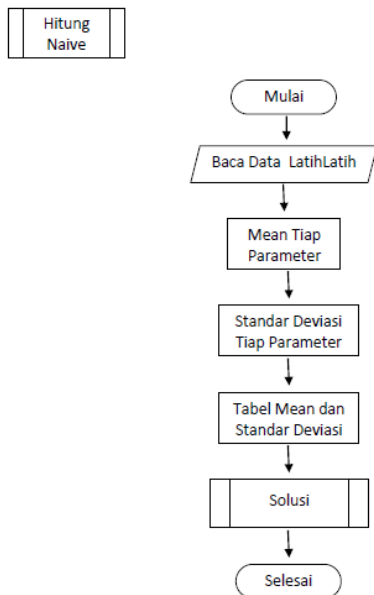 Hitung
Naive
Mulai
Baca Data LatihLatih
Mean Tiap
Parameter
Standar Deviasi
Tiap Parameter
Tabel Mean dan
Standar Deviasi
Solusi
Selesai